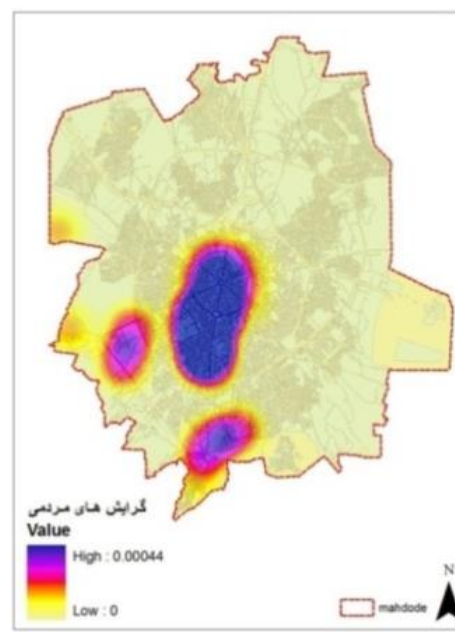 گرایش های مردمی
Value
High : 0.00044
Low : 0
mahdode
N